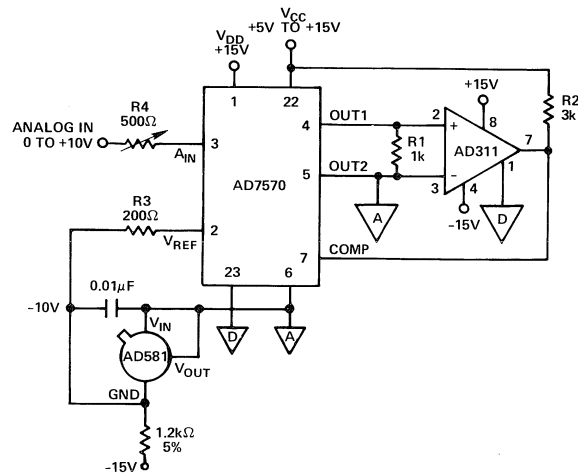 VCC
+5V TO +15V
VDD
+15V
R4
500Ω
ANALOG IN
0 TO +10V
AIN
3
1
22
4
OUT1
5
OUT2
AD7570
R1
1k
2
+
-
3
+15V
8
AD311
7
1
4
-15V
R2
3k
A
D
R3
200Ω
2
VREF
7
COMP
23
6
0.01μF
-10V
VIN
D
A
AD581
VOUT
GND
1.2kΩ
5%
-15V